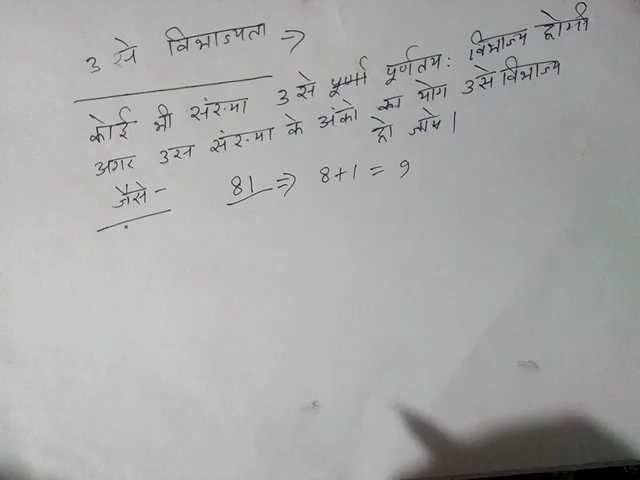 3 से विभाज्यता ⇒
कोई भी संख्या 3 से पूर्ण पूर्णतयः विभाज्य होगी
अगर उस संख्या के अंको का योग 3 से विभाज्य
हो जाये।
जैसे - 81 ⇒ 8+1 = 9